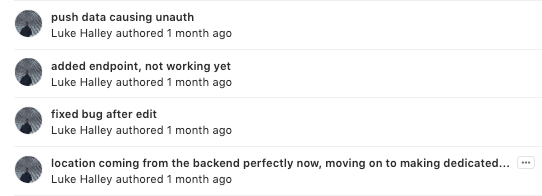 push data causing unauth
Luke Halley authored 1 month ago
added endpoint, not working yet
Luke Halley authored 1 month ago
fixed bug after edit
Luke Halley authored 1 month ago
location coming from the backend perfectly now, moving on to making dedicated...
Luke Halley authored 1 month ago